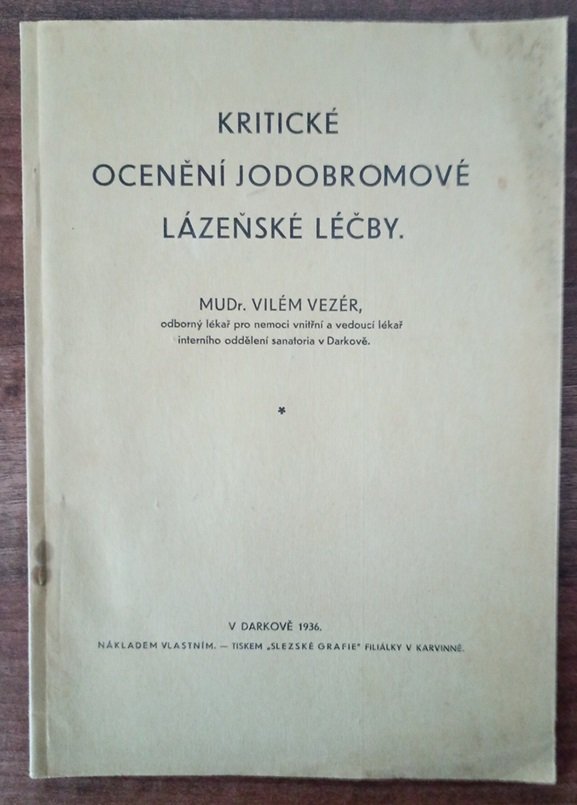 KRITICKÉ
OCENĚNÍ JODOBROMOVÉ
LÁZEŇSKÉ LÉČBY.
MUDr. VILÉM VEZÉR,
odborný lékař pro nemoci vnitřní a vedoucí lékař
interního oddělení sanatoria v Darkově.
*
V DARKOVĚ 1936.
NÁKLADEM VLASTNÍM. — TISKEM „SLEZSKÉ GRAFIE" FILIÁLKY V KARVINNÉ.